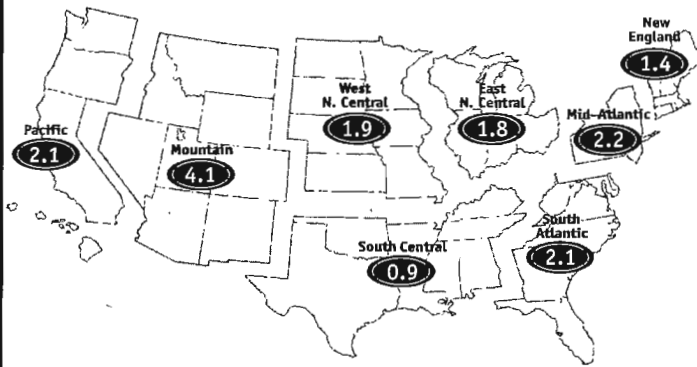 New
England
1.4
West
N. Central
1.9
East
N. Central
1.8
Mid-Atlantic
2.2
Pacific
2.1
Mountain
4.1
South Central
0.9
South
Atlantic
2.1